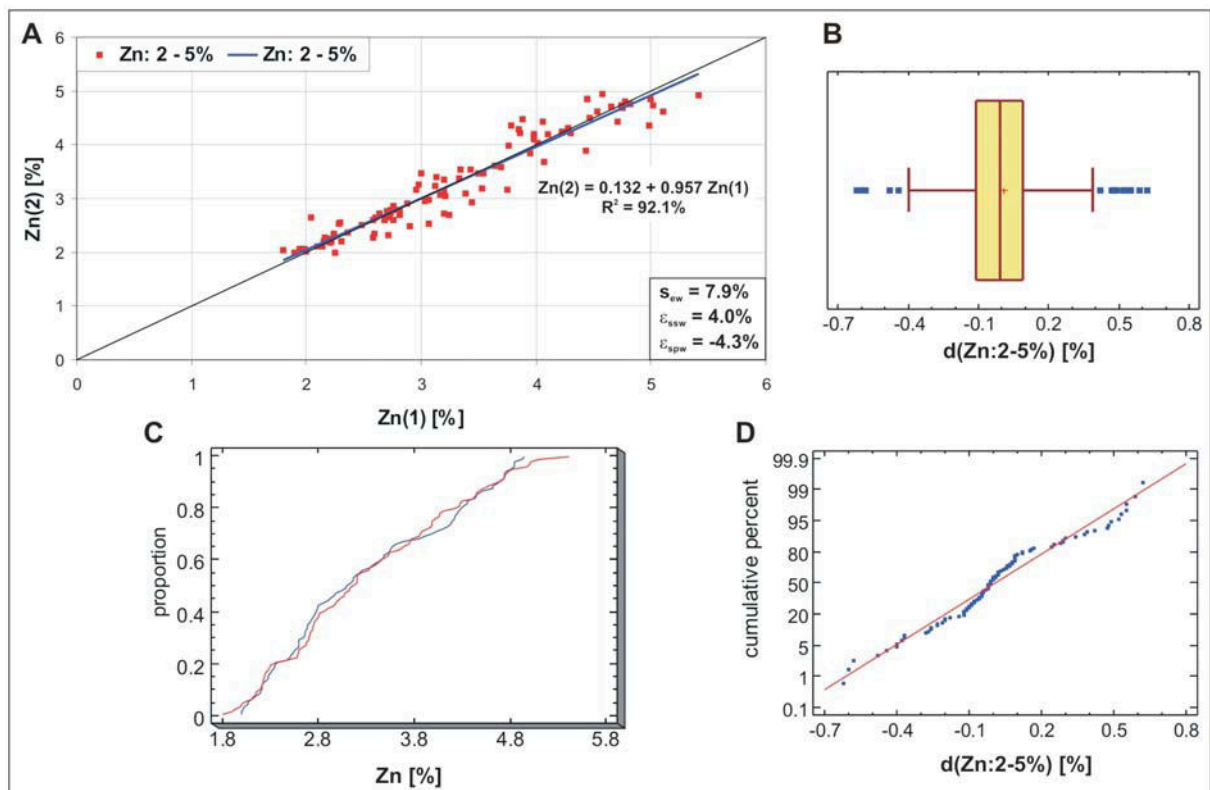 A
6
Zn: 2 - 5% Zn: 2 - 5%
5
4
3
2
1
0
Zn(2) [%]
Zn(2) = 0.132 + 0.957 Zn(1)
R² = 92.1%
s_ew = 7.9%
ε_ssw = 4.0%
ε_spw = -4.3%
0 1 2 3 4 5 6
Zn(1) [%]
B
-0.7 -0.4 -0.1 0.2 0.5 0.8
d(Zn:2-5%) [%]
C
1
0.8
0.6
0.4
0.2
0
proportion
1.8 2.8 3.8 4.8 5.8
Zn [%]
D
99.9
99
95
80
50
20
5
1
0.1
cumulative percent
-0.7 -0.4 -0.1 0.2 0.5 0.8
d(Zn:2-5%) [%]